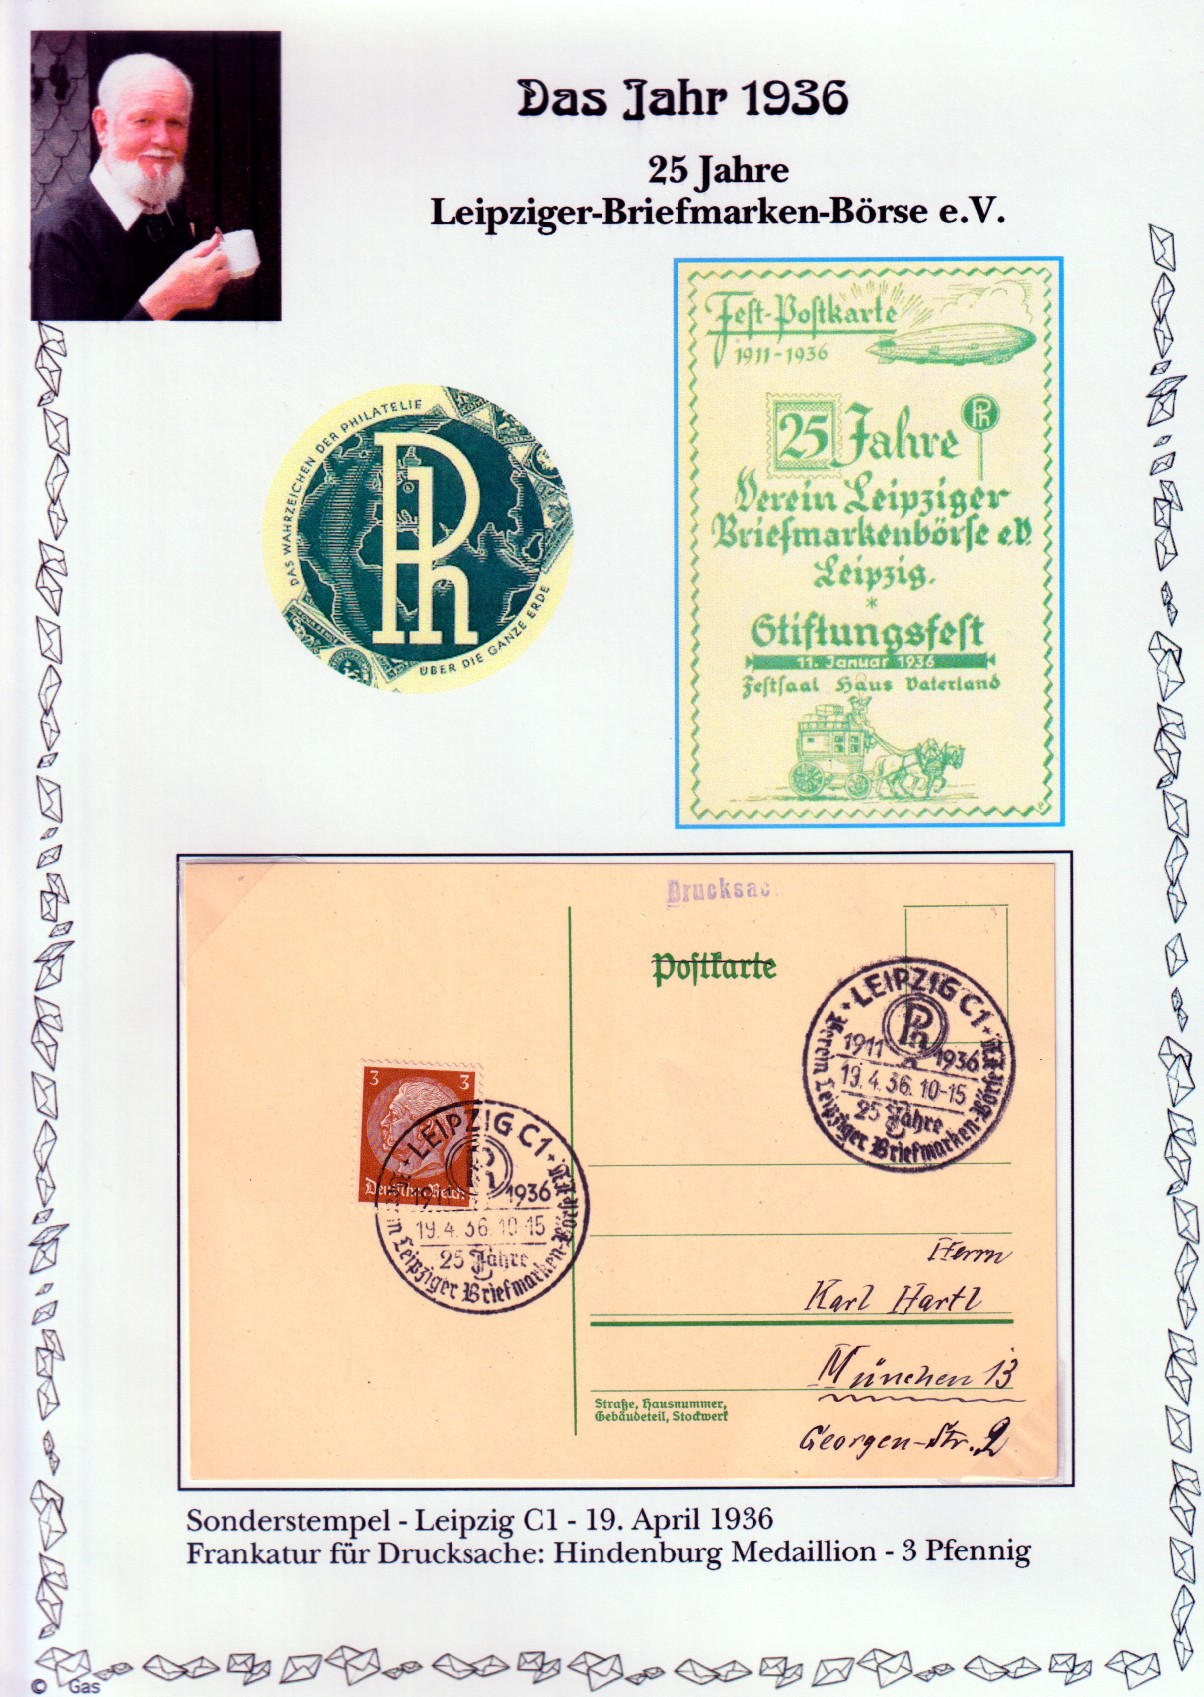 Das Jahr 1936
25 Jahre
Leipziger-Briefmarken-Börse e.V.
Fest-Postkarte
1911-1936
25 Jahre
Ph
Verein Leipziger
Briefmarkenbörse e.V.
Leipzig.
*
Stiftungsfest
11. Januar 1936
Festsaal Haus Vaterland
DAS WAHRZEICHEN DER PHILATELIE
Ph
ÜBER DIE GANZE ERDE
Drucksac
Postkarte
LEIPZIG C1
Ph
1911 1936
19.4.36.10-15
25 Jahre
Verein Leipziger Briefmarken-Börse
3 3
Deutsches Reich
LEIPZIG C1
1936
19.4.36.10-15
25 Jahre
Leipziger Briefmarken-Börse
Herrn
Karl Hartl
München 13
Straße, Hausnummer,
Gebäudeteil, Stockwerk
Georgen-Str. 2
Sonderstempel - Leipzig C1 - 19. April 1936
Frankatur für Drucksache: Hindenburg Medaillion - 3 Pfennig
© Gas